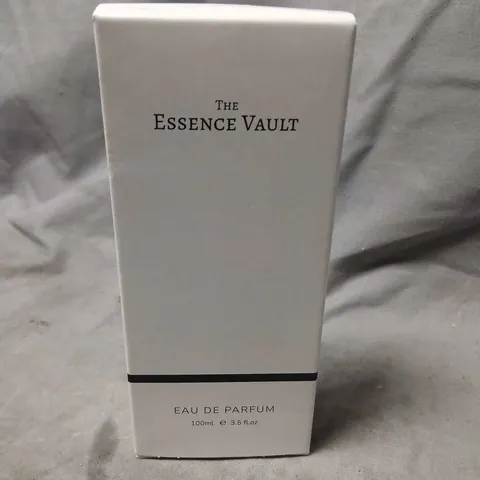 The
Essence Vault
EAU DE PARFUM
100mL ℮ 3.5 fl.oz